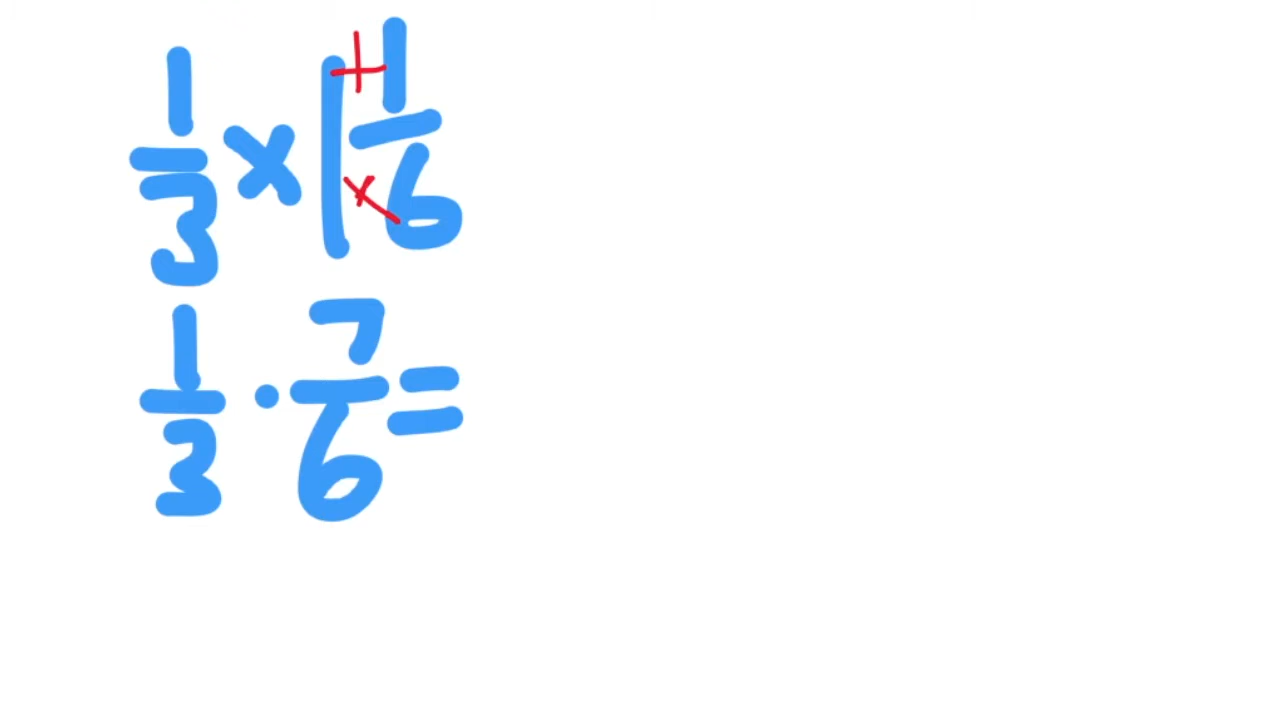 1/3 × 1 1/6
1/3 · 7/6 =